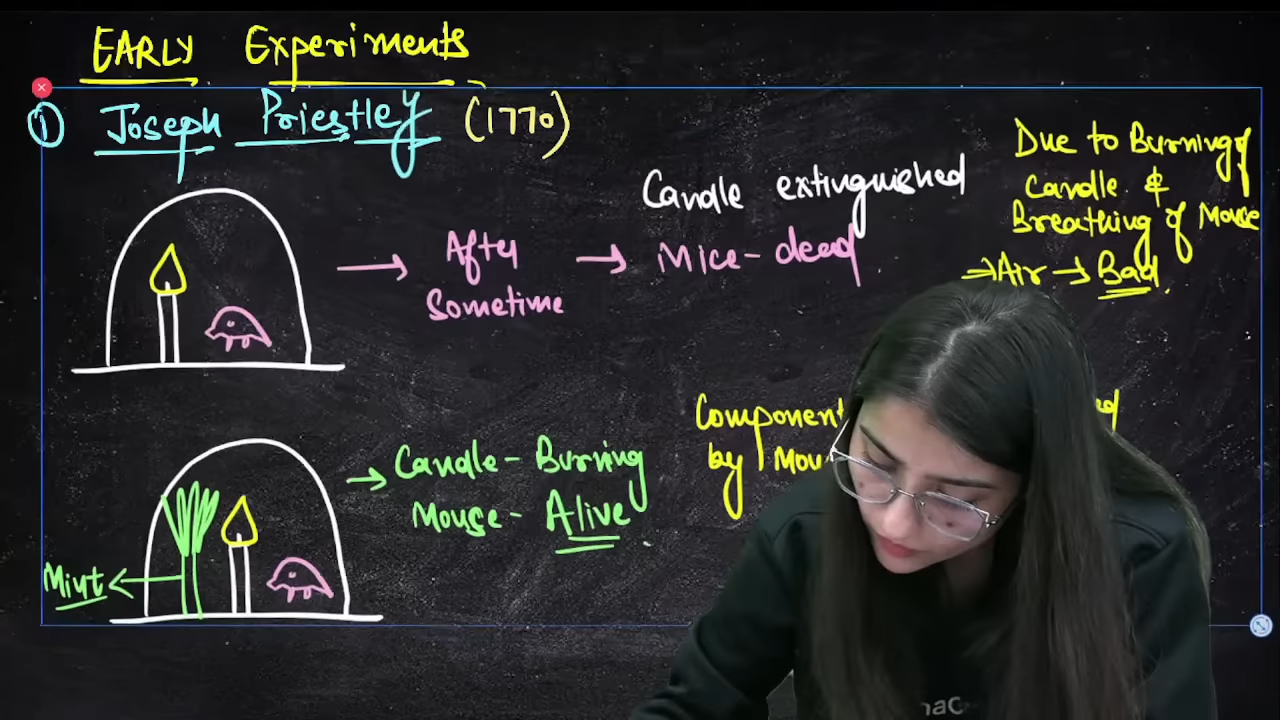 EARLY Experiments
① Joseph Priestley (1770)
Candle extinguished
After Sometime
Mice - dead
Due to Burning of
Candle &
Breathing of Mouse
⇒ Air → Bad.
Component
by Mou
→ Candle - Burning
Mouse - Alive
Mint